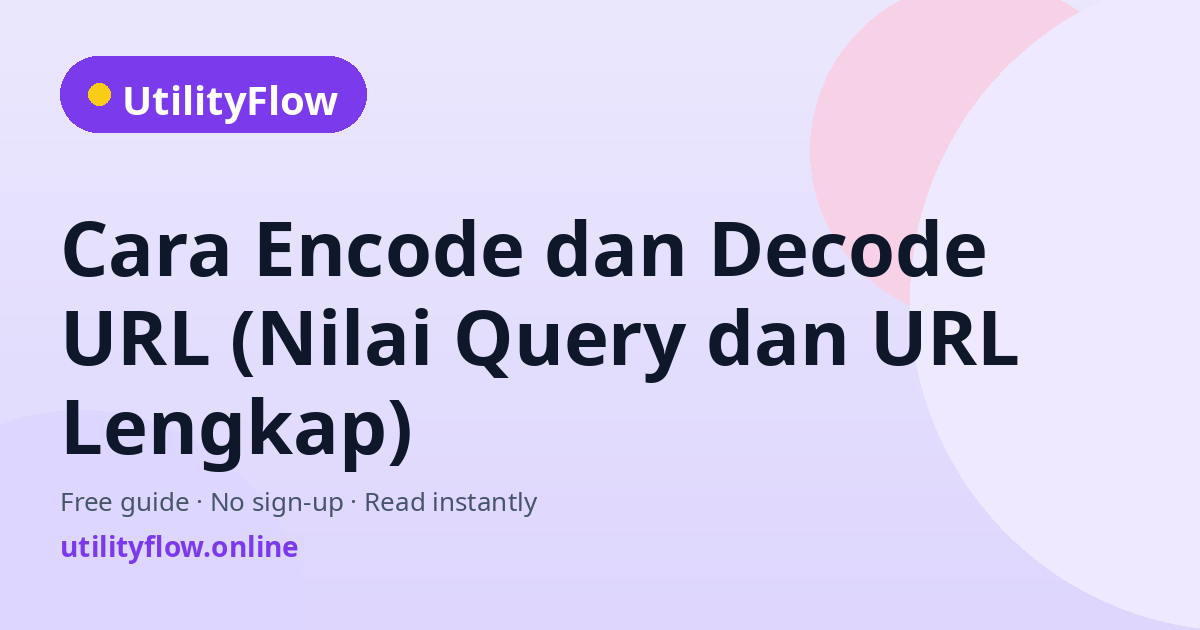 UtilityFlow
Cara Encode dan Decode
URL (Nilai Query dan URL
Lengkap)
Free guide · No sign-up · Read instantly
utilityflow.online